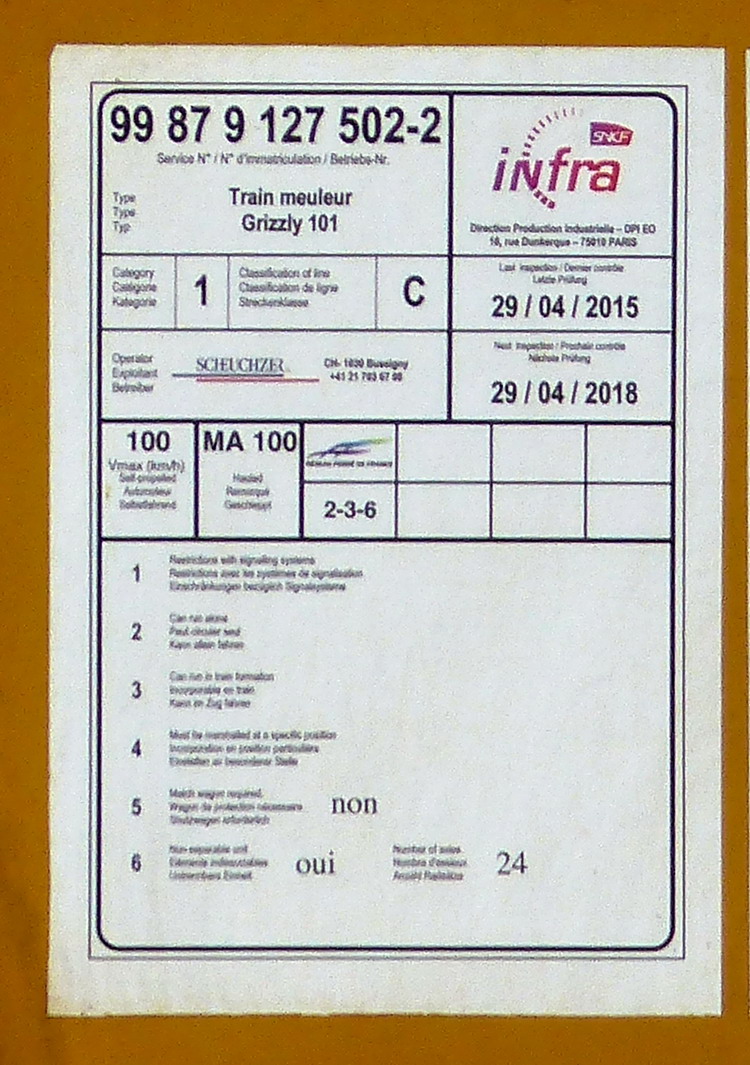 99 87 9 127 502-2
Service N° / N° d'immatriculation / Betriebs-Nr.
Type
Type
Typ
Train meuleur
Grizzly 101
SNCF
infra
Direction Production Industrielle – DPI EO
16, rue Dunkerque – 75010 PARIS
Category
Catégorie
Kategorie
1
Classification of line
Classification de ligne
Streckenklasse
C
Last inspection / Dernier contrôle
Letzte Prüfung
29 / 04 / 2015
Operator
Exploitant
Betreiber
SCHEUCHZER
CH- 1030 Bussigny
Next inspection / Prochain contrôle
Nächste Prüfung
29 / 04 / 2018
100
Vmax (km/h)
Self-propelled
Automoteur
Selbstfahrend
MA 100
Hauled
Remorqué
Geschleppt
RESEAU FERRE DE FRANCE
2-3-6
1
Restrictions with signaling systems
Restrictions avec les systèmes de signalisation
Einschränkungen bezüglich Signalsysteme
2
Can run alone
Peut circuler seul
Kann allein fahren
3
Can run in train formation
Incorporable en train
Kann im Zug fahren
4
Must be marshalled at a specific position
Incorporation en position particulière
Einstellen an besonderer Stelle
5
Match wagon required
Wagon de protection nécessaire
Schutzwagen erforderlich
non
6
Non-separable unit
Eléments indissociables
Untrennbare Einheit
oui
Number of axles
Nombre d'essieux
Anzahl Radsätze
24